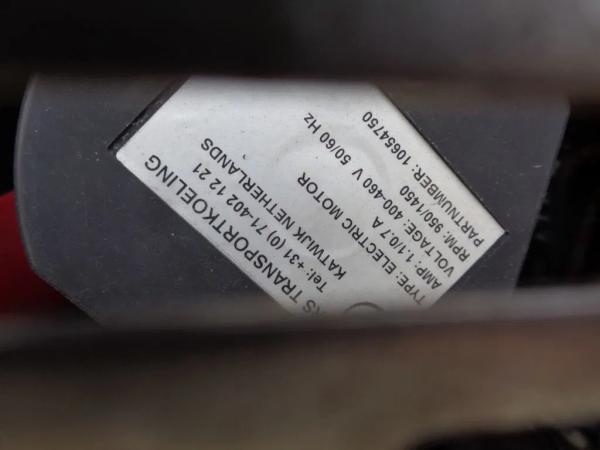 RS TRANSPORTKOELING
Tel: +31 (0) 71-402 12 21
KATWIJK NETHERLANDS
TYPE: ELECTRIC MOTOR
AMP: 1.1/0.7 A
VOLTAGE: 400-460 V 50/60 Hz
RPM: 950/1450
PARTNUMBER: 10654750